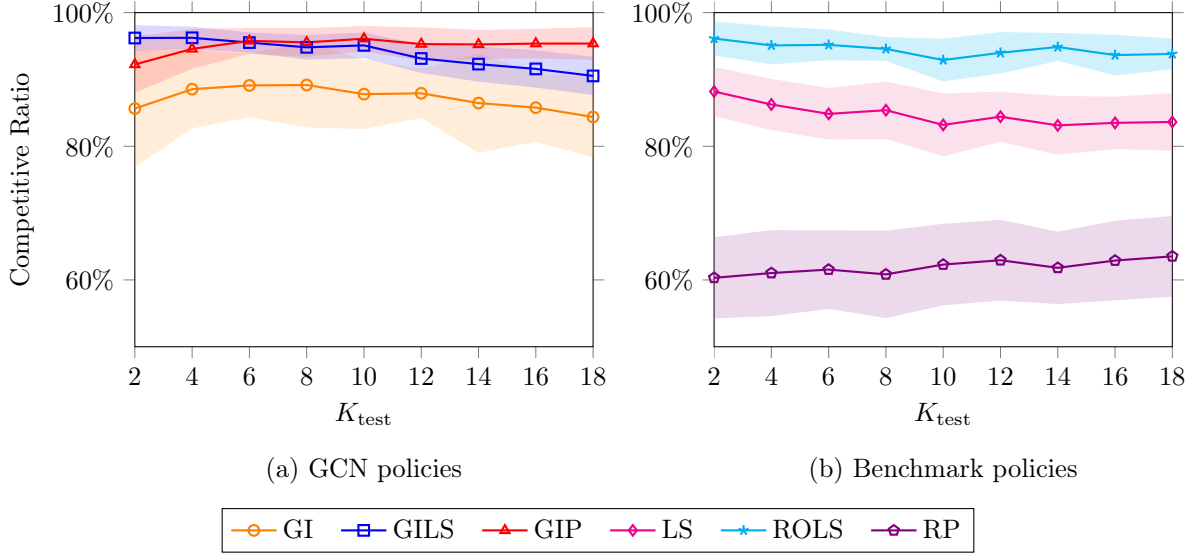 Competitive Ratio
100%
80%
60%
2 4 6 8 10 12 14 16 18
K_test
(a) GCN policies
100%
80%
60%
2 4 6 8 10 12 14 16 18
K_test
(b) Benchmark policies
GI GILS GIP LS ROLS RP